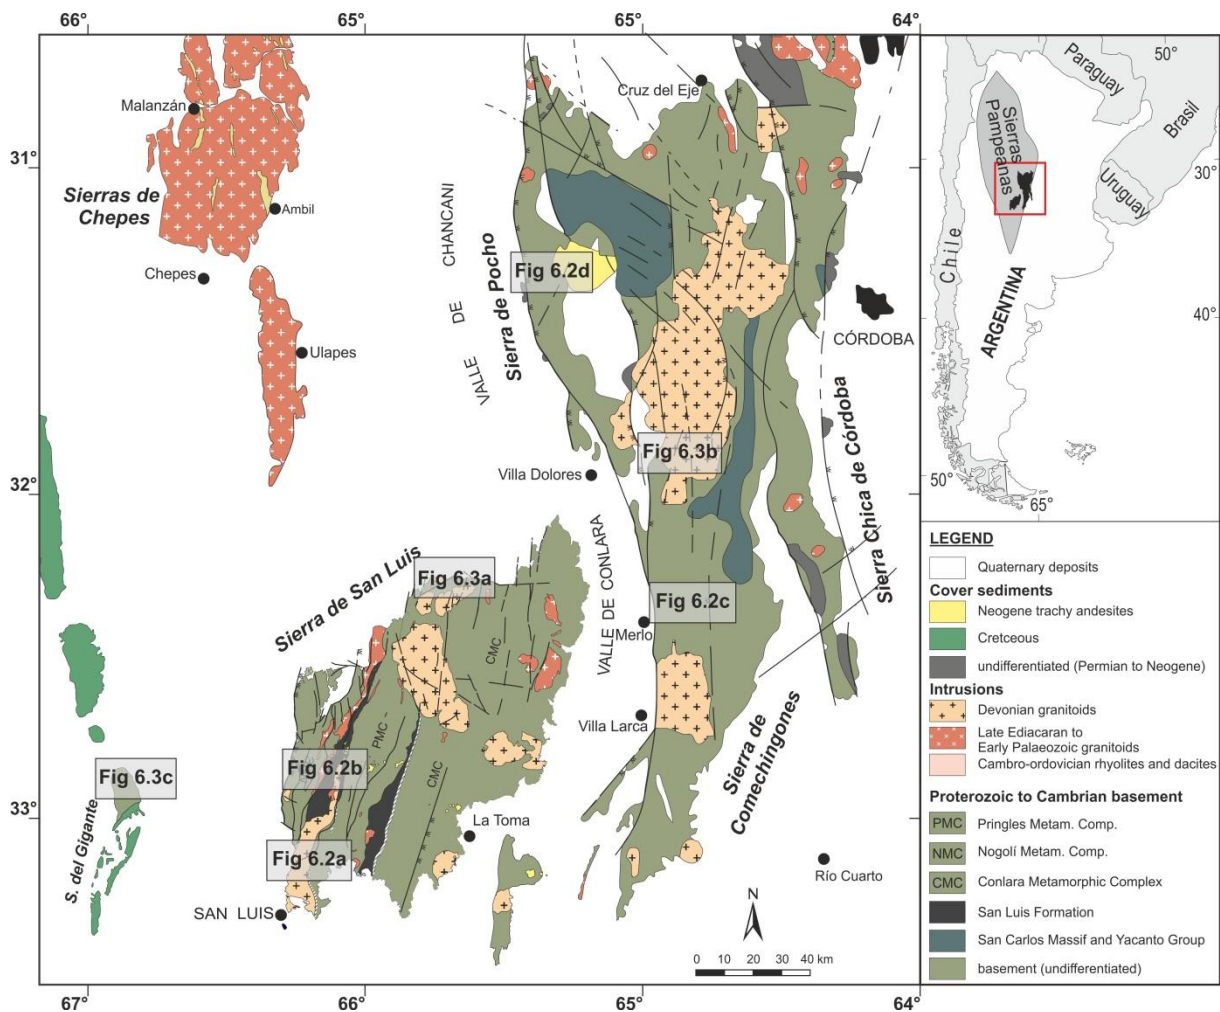 67°
65°
65°
64°
31°
32°
33°
67°
66°
65°
64°
Malanzán
Sierras de
Chepes
Ambil
Chepes
Ulapes
VALLE DE CHANCANI
Sierra de Pocho
Cruz del Eje
Fig 6.2d
CÓRDOBA
Fig 6.3b
Villa Dolores
Sierra Chica de Córdoba
VALLE DE CONLARA
Sierra de San Luis
Fig 6.3a
Fig 6.2c
Merlo
CMC
Villa Larca
Sierra de
Comechingones
PMC
CMC
Fig 6.2b
Fig 6.3c
S. del Gigante
La Toma
Fig 6.2a
Río Cuarto
SAN LUIS
N
0 10 20 30 40 km
50°
Paraguay
Brasil
Sierras
Pampeanas
Uruguay
30°
Chile
ARGENTINA
40°
50°
65°
LEGEND
Quaternary deposits
Cover sediments
Neogene trachy andesites
Cretceous
undifferentiated (Permian to Neogene)
Intrusions
Devonian granitoids
Late Ediacaran to
Early Palaeozoic granitoids
Cambro-ordovician rhyolites and dacites
Proterozoic to Cambrian basement
PMC Pringles Metam. Comp.
NMC Nogolí Metam. Comp.
CMC Conlara Metamorphic Complex
San Luis Formation
San Carlos Massif and Yacanto Group
basement (undifferentiated)